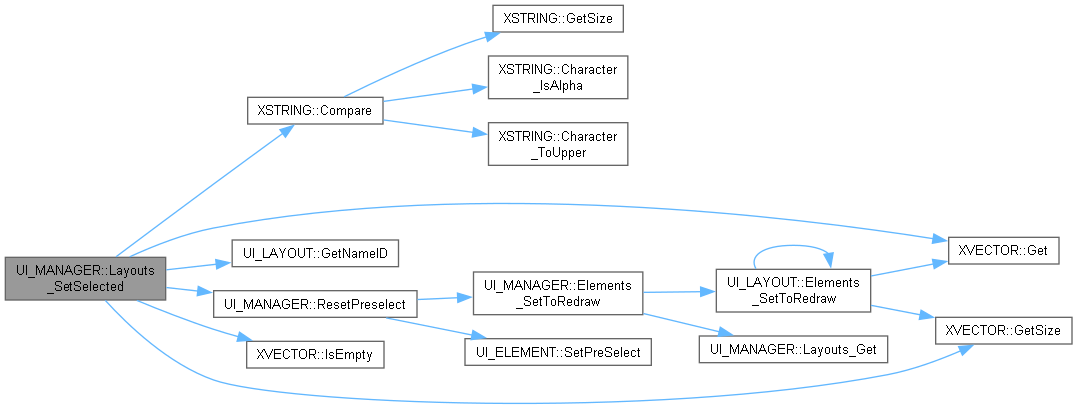 XSTRING::GetSize
XSTRING::Character
_IsAlpha
XSTRING::Compare
XSTRING::Character
_ToUpper
UI_LAYOUT::GetNameID
XVECTOR::Get
UI_MANAGER::Layouts
_SetSelected
UI_MANAGER::ResetPreselect
UI_MANAGER::Elements
_SetToRedraw
UI_LAYOUT::Elements
_SetToRedraw
XVECTOR::IsEmpty
UI_ELEMENT::SetPreSelect
UI_MANAGER::Layouts_Get
XVECTOR::GetSize